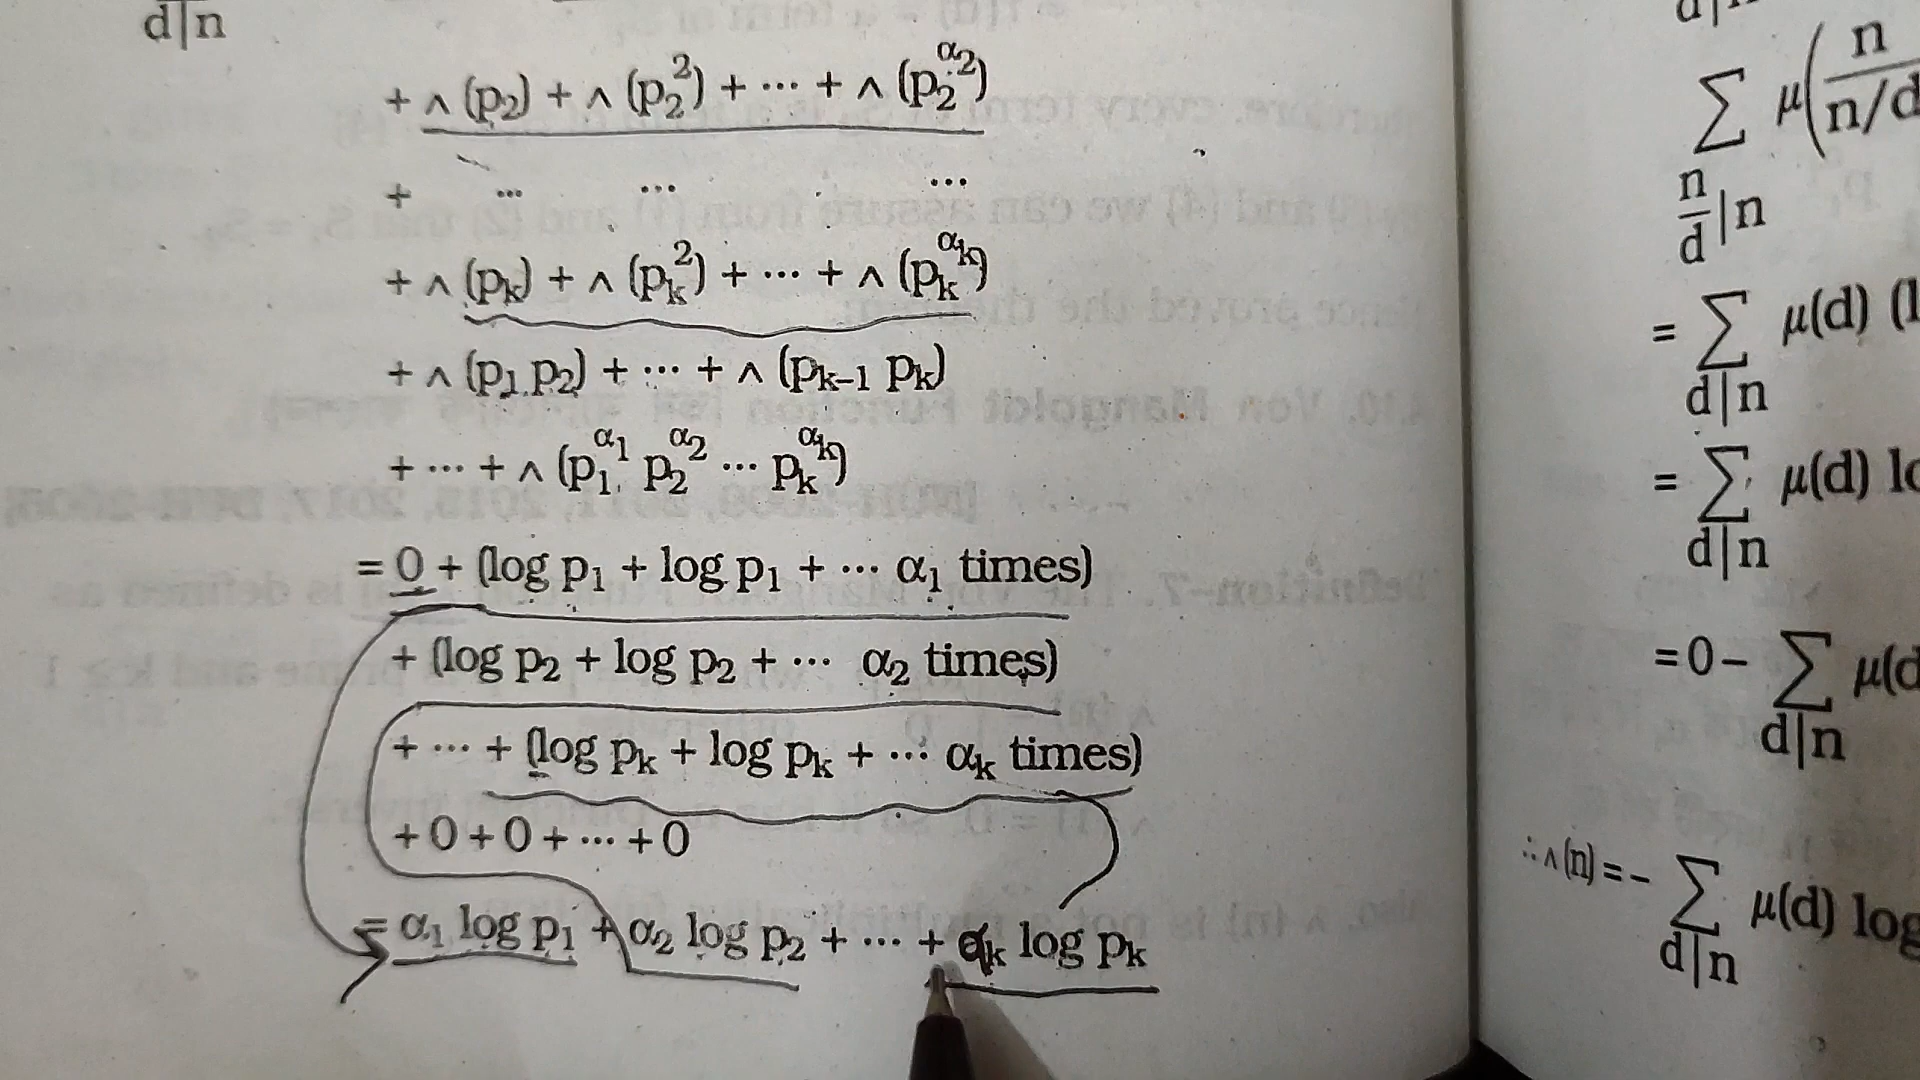 d|n
+ ∧ (p₂) + ∧ (p₂²) + ... + ∧ (p₂^α₂)
+ ... ... ...
+ ∧ (pₖ) + ∧ (pₖ²) + ... + ∧ (pₖ^αₖ)
+ ∧ (p₁ p₂) + ... + ∧ (pₖ₋₁ pₖ)
+ ... + ∧ (p₁^α₁ p₂^α₂ ... pₖ^αₖ)
= 0 + (log p₁ + log p₁ + ... α₁ times)
+ (log p₂ + log p₂ + ... α₂ times)
+ ... + (log pₖ + log pₖ + ... αₖ times)
+ 0 + 0 + ... + 0
= α₁ log p₁ + α₂ log p₂ + ... + αₖ log pₖ
d|n
∑ μ(n/(n/d)
n/d|n
= ∑ μ(d) (l
d|n
= ∑ μ(d) lo
d|n
= 0 − ∑ μ(d
d|n
∴ ∧ (n) = − ∑ μ(d) log
d|n